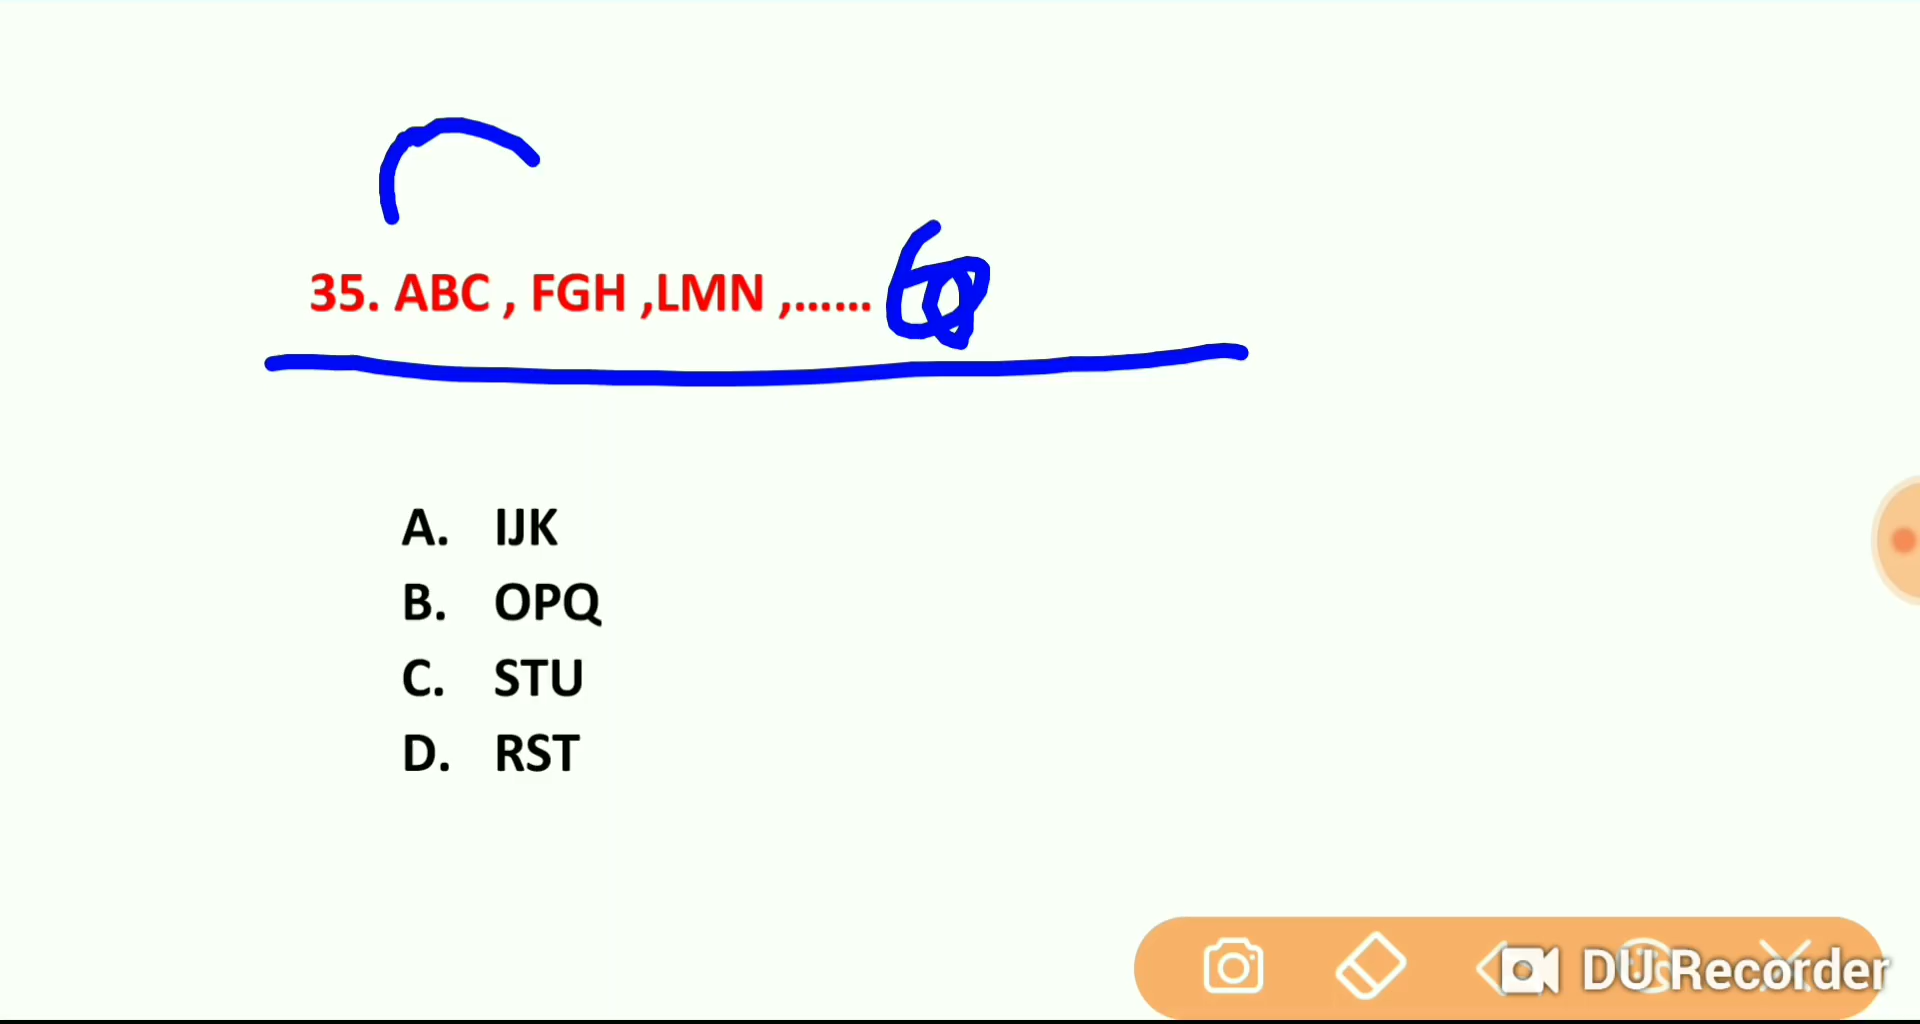 35. ABC , FGH ,LMN ,......
A. IJK
B. OPQ
C. STU
D. RST
DU Recorder